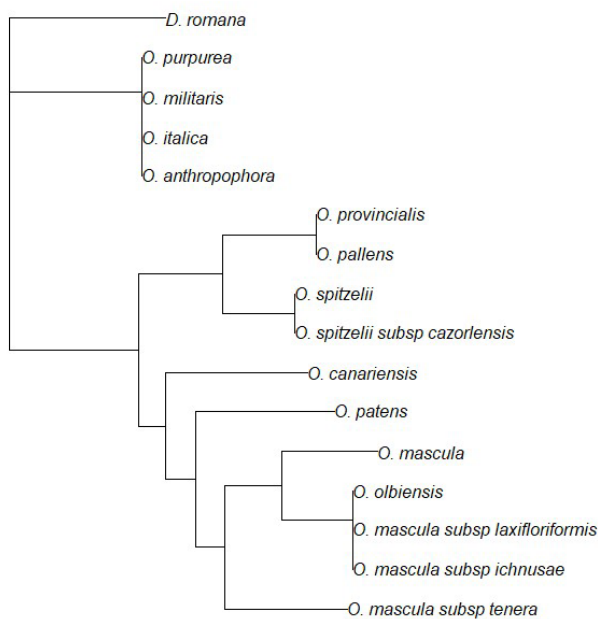 D. romana
O. purpurea
O. militaris
O. italica
O. anthropophora
O. provincialis
O. pallens
O. spitzelii
O. spitzelii subsp cazorlensis
O. canariensis
O. patens
O. mascula
O. olbiensis
O. mascula subsp laxifloriformis
O. mascula subsp ichnusae
O. mascula subsp tenera